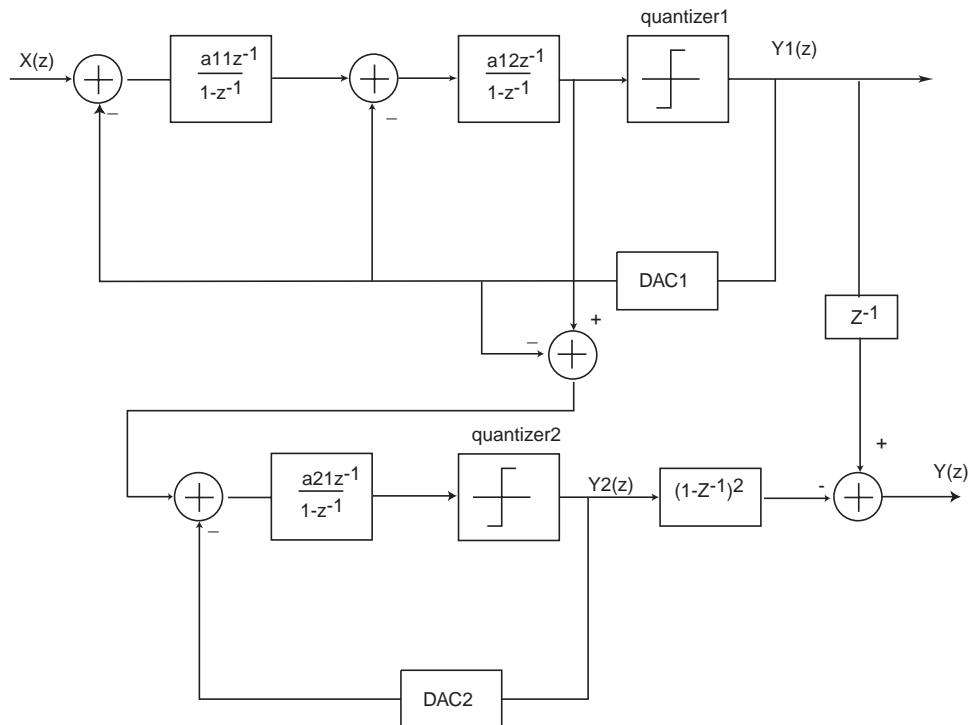 quantizer1
X(z)
a11z⁻¹
1-z⁻¹
a12z⁻¹
1-z⁻¹
Y1(z)
–
–
DAC1
Z⁻¹
+
–
quantizer2
+
a21z⁻¹
1-z⁻¹
Y2(z)
(1-Z⁻¹)²
-
Y(z)
–
DAC2